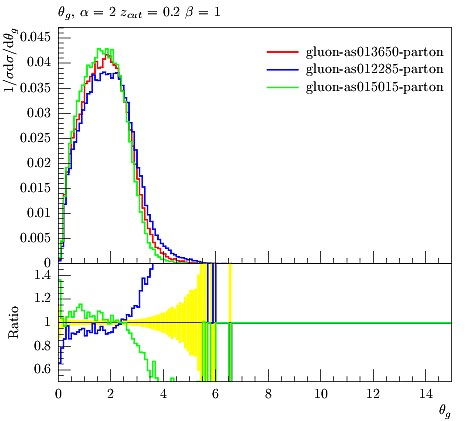 θg, α = 2 zcut = 0.2 β = 1
1/σdσ/dθg
0.045
0.04
0.035
0.03
0.025
0.02
0.015
0.01
0.005
0
gluon-as013650-parton
gluon-as012285-parton
gluon-as015015-parton
Ratio
1.4
1.2
1
0.8
0.6
0 2 4 6 8 10 12 14
θg